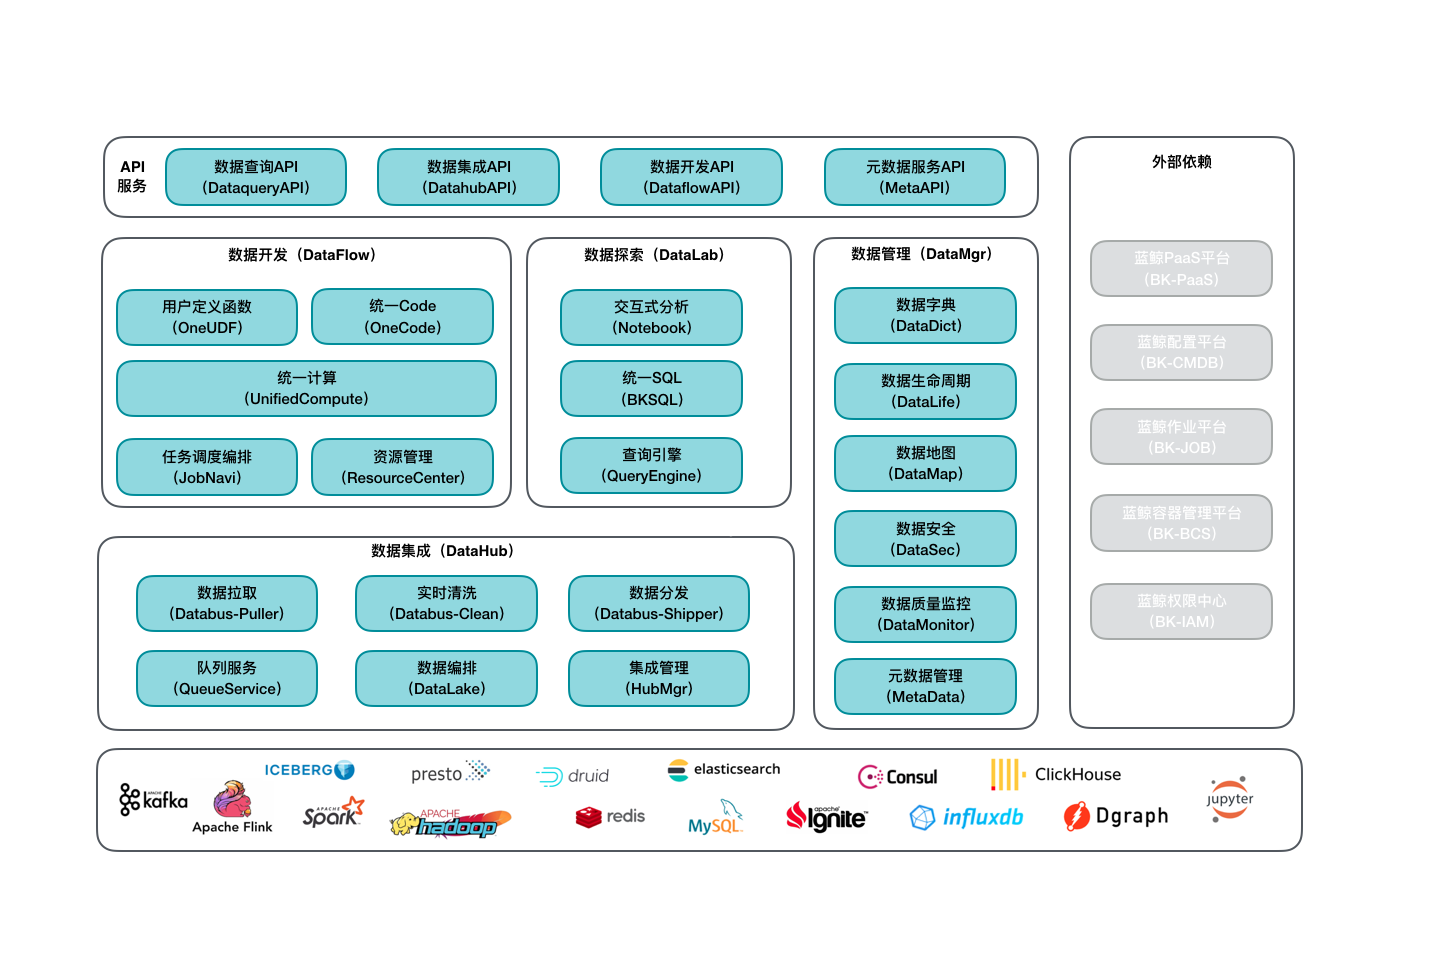 API
服务
数据查询API
（DataqueryAPI）
数据集成API
（DatahubAPI）
数据开发API
（DataflowAPI）
元数据服务API
（MetaAPI）
数据开发（DataFlow）
用户定义函数
（OneUDF）
统一Code
（OneCode）
统一计算
（UnifiedCompute）
任务调度编排
（JobNavi）
资源管理
（ResourceCenter）
数据探索（DataLab）
交互式分析
（Notebook）
统一SQL
（BKSQL）
查询引擎
（QueryEngine）
数据集成（DataHub）
数据拉取
（Databus-Puller）
实时清洗
（Databus-Clean）
数据分发
（Databus-Shipper）
队列服务
（QueueService）
数据编排
（DataLake）
集成管理
（HubMgr）
数据管理（DataMgr）
数据字典
（DataDict）
数据生命周期
（DataLife）
数据地图
（DataMap）
数据安全
（DataSec）
数据质量监控
（DataMonitor）
元数据管理
（MetaData）
外部依赖
蓝鲸PaaS平台
（BK-PaaS）
蓝鲸配置平台
（BK-CMDB）
蓝鲸作业平台
（BK-JOB）
蓝鲸容器管理平台
（BK-BCS）
蓝鲸权限中心
（BK-IAM）
ICEBERG
presto
druid
elasticsearch
Consul
ClickHouse
APACHE
kafka
Apache Flink
APACHE
Spark
APACHE
hadoop
redis
MySQL
apache
Ignite
influxdb
Dgraph
jupyter